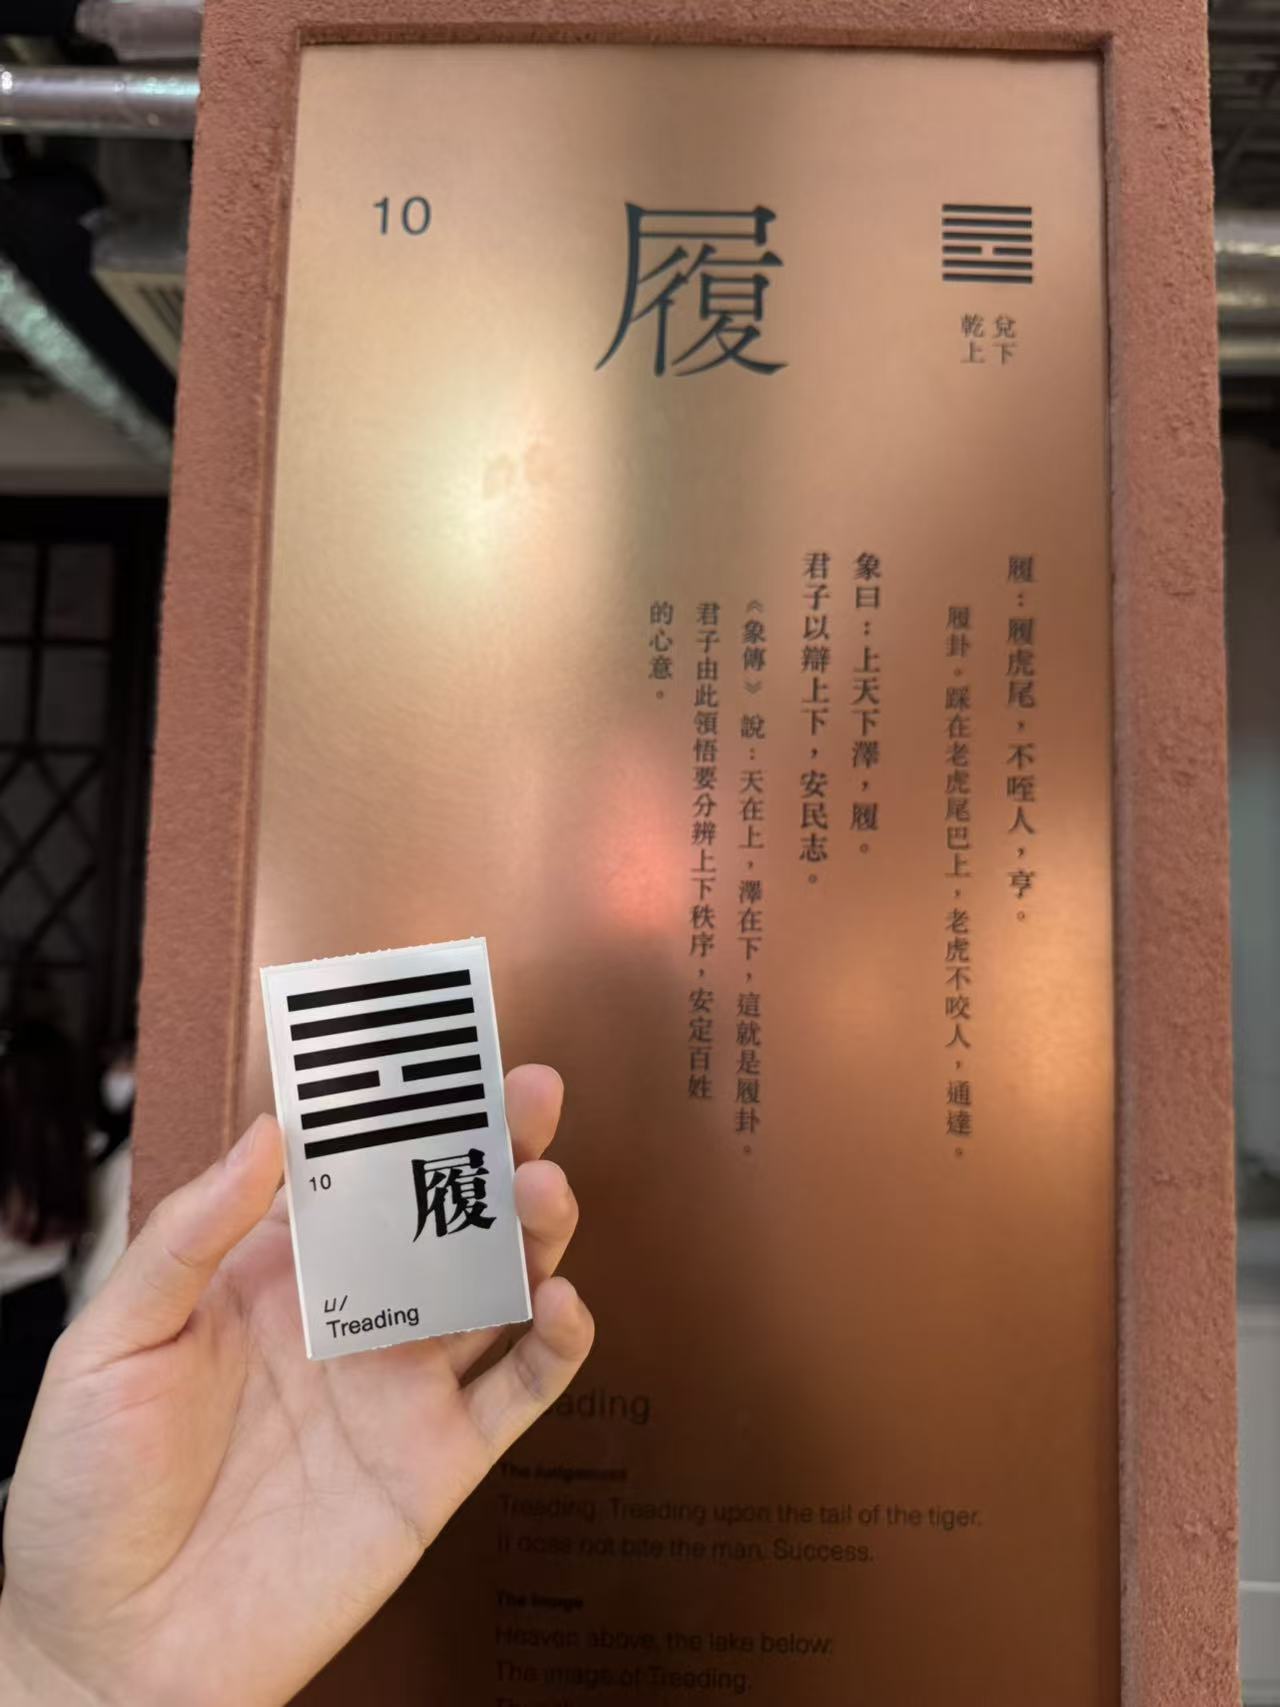 10
履
兌下
乾上
履：履虎尾，不咥人，亨。
履卦。踩在老虎尾巴上，老虎不咬人，通達。
象曰：上天下澤，履。
君子以辯上下，安民志。
《象傳》說：天在上，澤在下，這就是履卦。
君子由此領悟要分辨上下秩序，安定百姓
的心意。
10
履
Lǚ/
Treading
The Judgement
Treading. Treading upon the tail of the tiger.
It does not bite the man. Success.
The Image
Heaven above, the lake below:
The image of Treading.